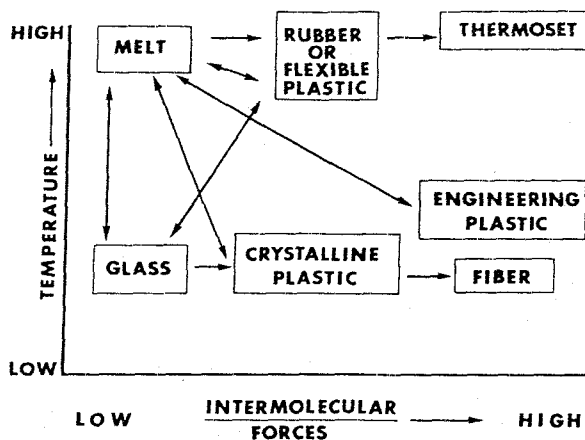 HIGH
MELT
RUBBER
OR
FLEXIBLE
PLASTIC
THERMOSET
TEMPERATURE
ENGINEERING
PLASTIC
GLASS
CRYSTALLINE
PLASTIC
FIBER
LOW
LOW
INTERMOLECULAR
FORCES
HIGH